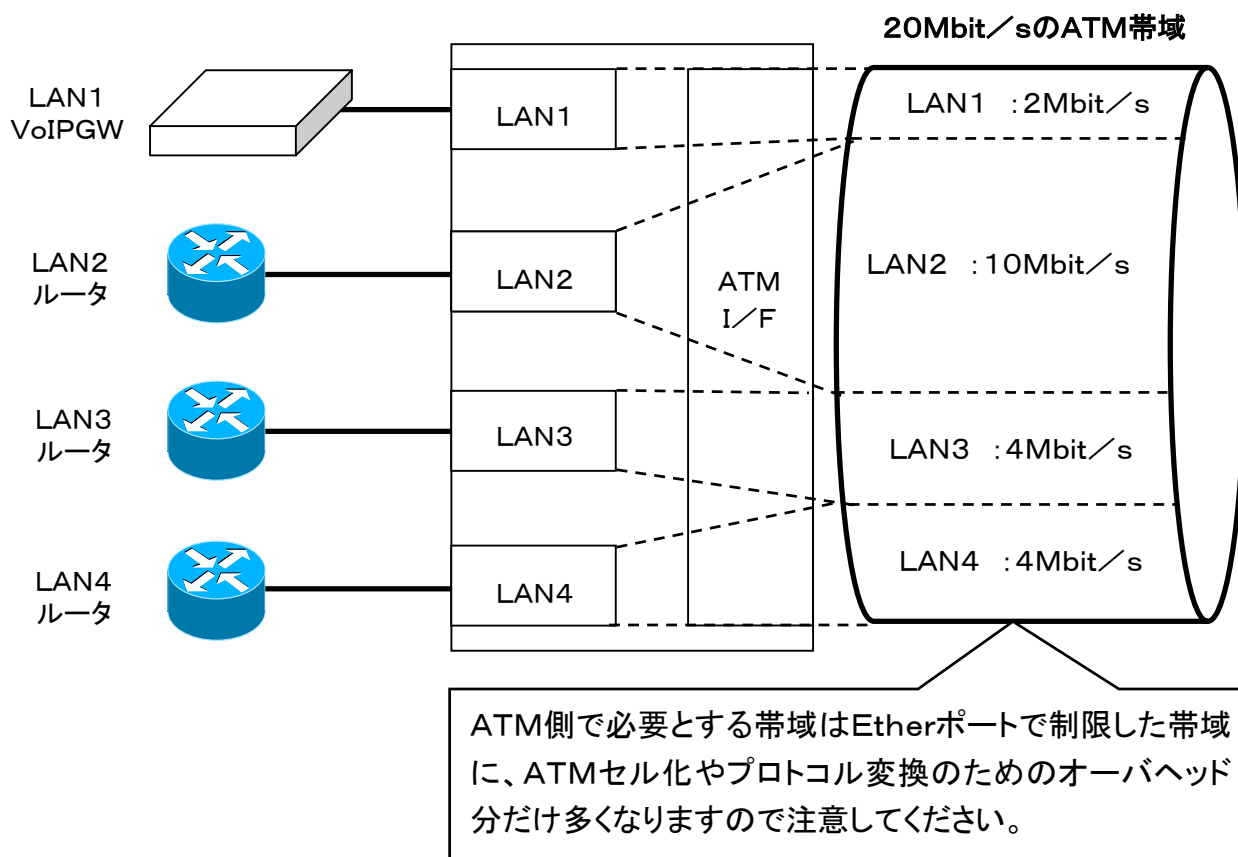 20Mbit／sのATM帯域
LAN1
VoIPGW
LAN1
LAN1 ：2Mbit／s
LAN2
ルータ
LAN2
ATM
I／F
LAN2 ：10Mbit／s
LAN3
ルータ
LAN3
LAN3 ：4Mbit／s
LAN4
ルータ
LAN4
LAN4 ：4Mbit／s
ATM側で必要とする帯域はEtherポートで制限した帯域
に、ATMセル化やプロトコル変換のためのオーバヘッド
分だけ多くなりますので注意してください。